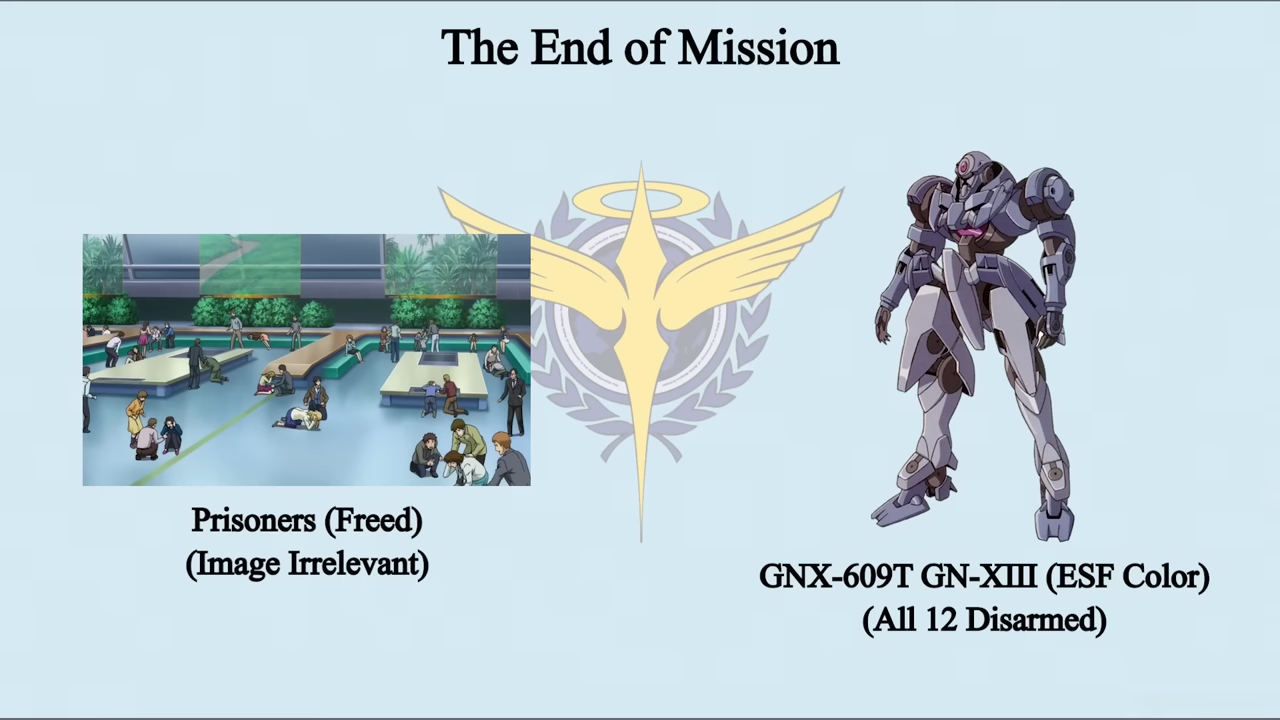 The End of Mission
Prisoners (Freed)
(Image Irrelevant)
GNX-609T GN-XIII (ESF Color)
(All 12 Disarmed)